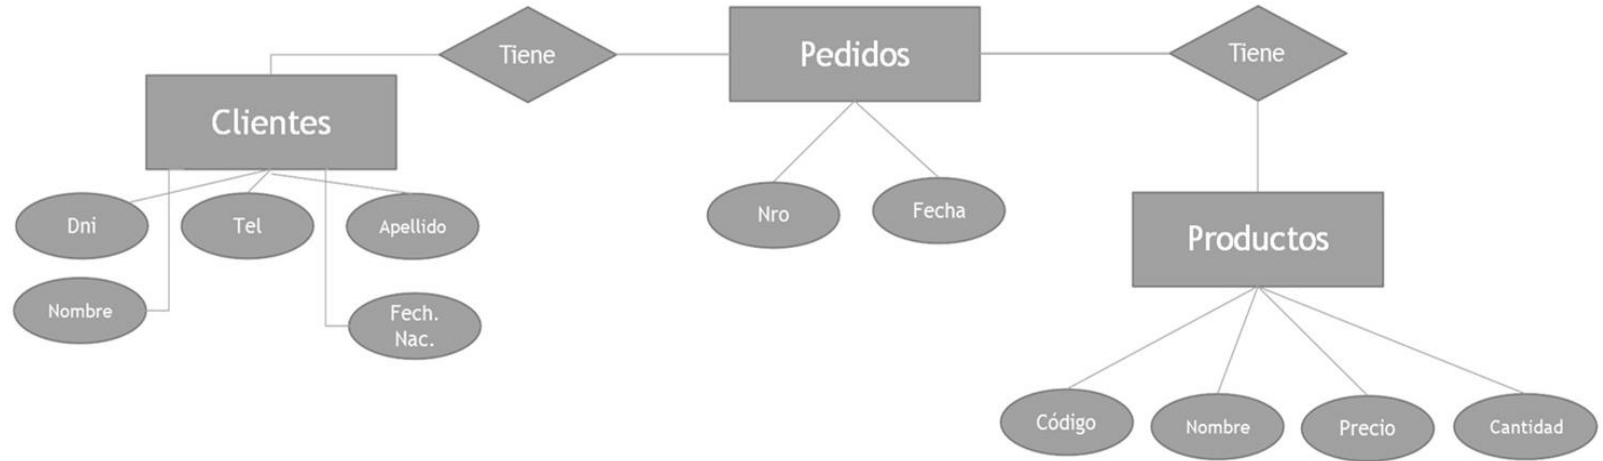 Tiene
Pedidos
Tiene
Clientes
Dni
Tel
Apellido
Nro
Fecha
Productos
Nombre
Fech.
Nac.
Código
Nombre
Precio
Cantidad